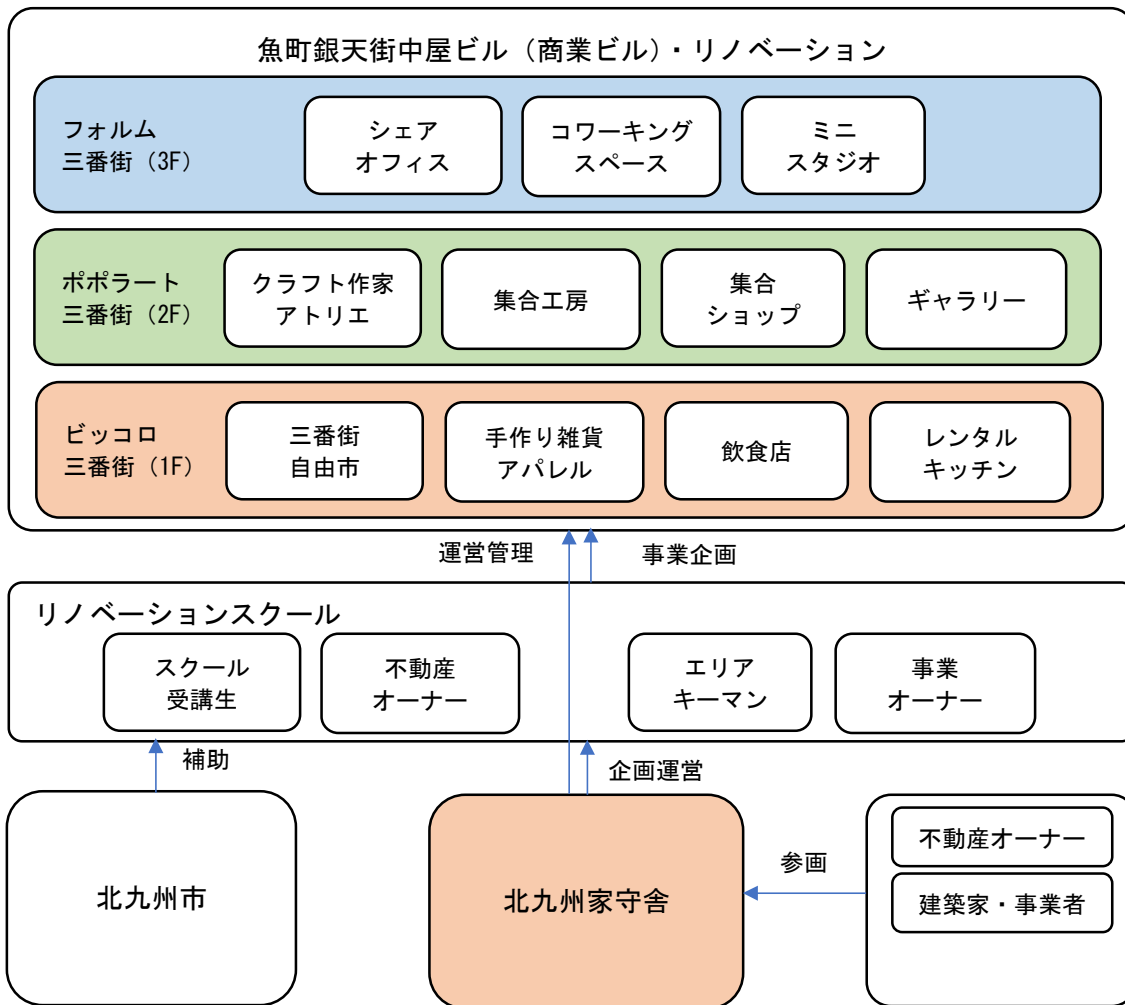 魚町銀天街中屋ビル（商業ビル）・リノベーション
フォルム
三番街（3F）
シェア
オフィス
コワーキング
スペース
ミニ
スタジオ
ポポラート
三番街（2F）
クラフト作家
アトリエ
集合工房
集合
ショップ
ギャラリー
ビッコロ
三番街（1F）
三番街
自由市
手作り雑貨
アパレル
飲食店
レンタル
キッチン
運営管理
事業企画
リノベーションスクール
スクール
受講生
不動産
オーナー
エリア
キーマン
事業
オーナー
補助
企画運営
北九州市
北九州家守舎
参画
不動産オーナー
建築家・事業者